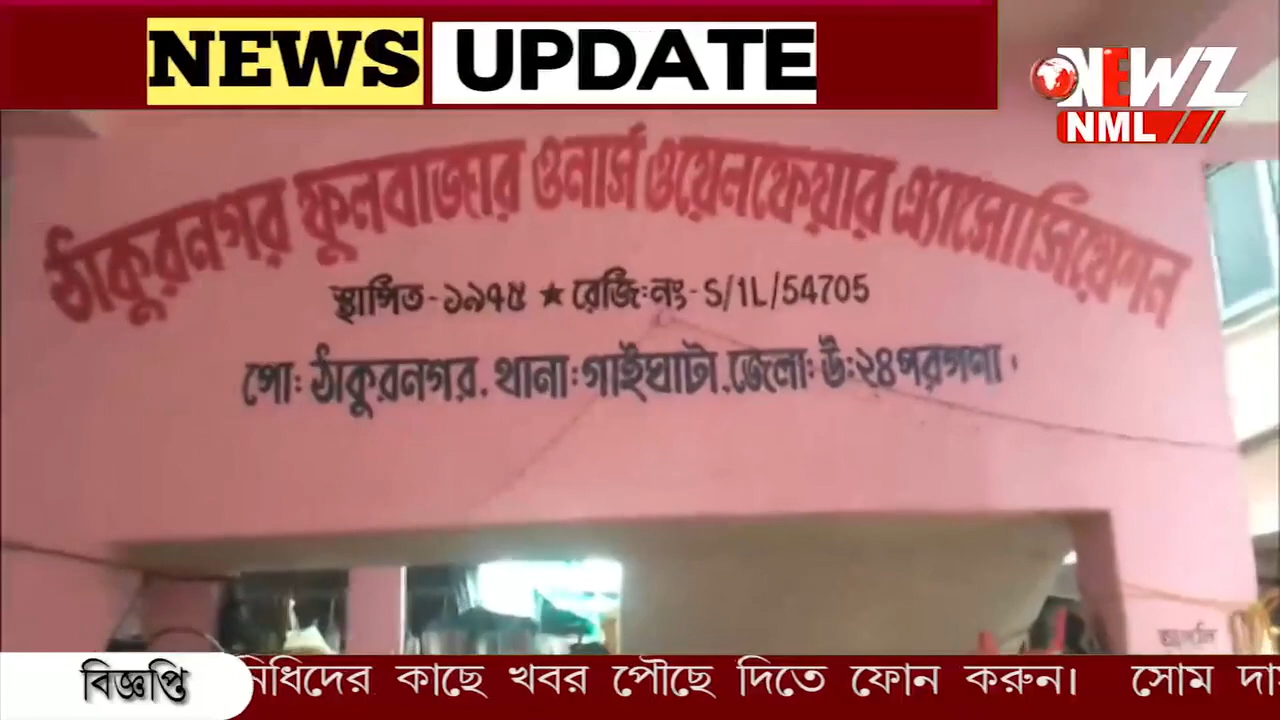 NEWS UPDATE
NEWZ
NML
ঠাকুরনগর ফুলবাজার ওনার্স ওয়েলফেয়ার এ্যাসোসিয়েশন
স্থাপিত-১৯৭৫ ★ রেজি:নং- S/1L/54705
পো: ঠাকুরনগর. থানা:গাইঘাটা.জেলা: উ:২৪পরগনা.
বিজ্ঞপ্তি
নিধিদের কাছে খবর পৌছে দিতে ফোন করুন। সোম